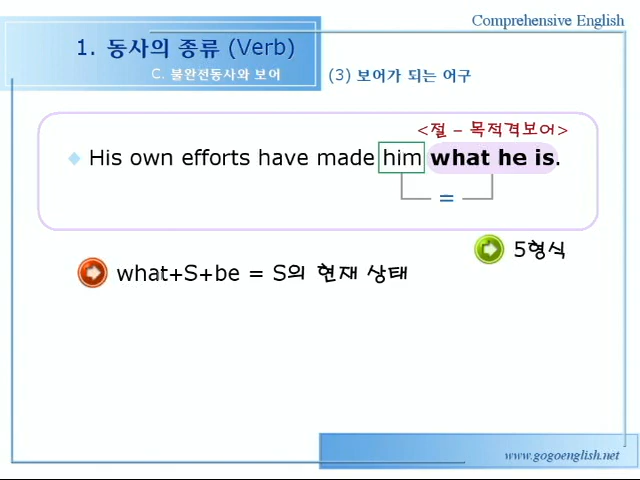 Comprehensive English
1. 동사의 종류 (Verb)
C. 불완전동사와 보어
(3) 보어가 되는 어구
<절 – 목적격보어>
His own efforts have made him what he is.
=
5형식
what+S+be = S의 현재 상태
www.gogoenglish.net